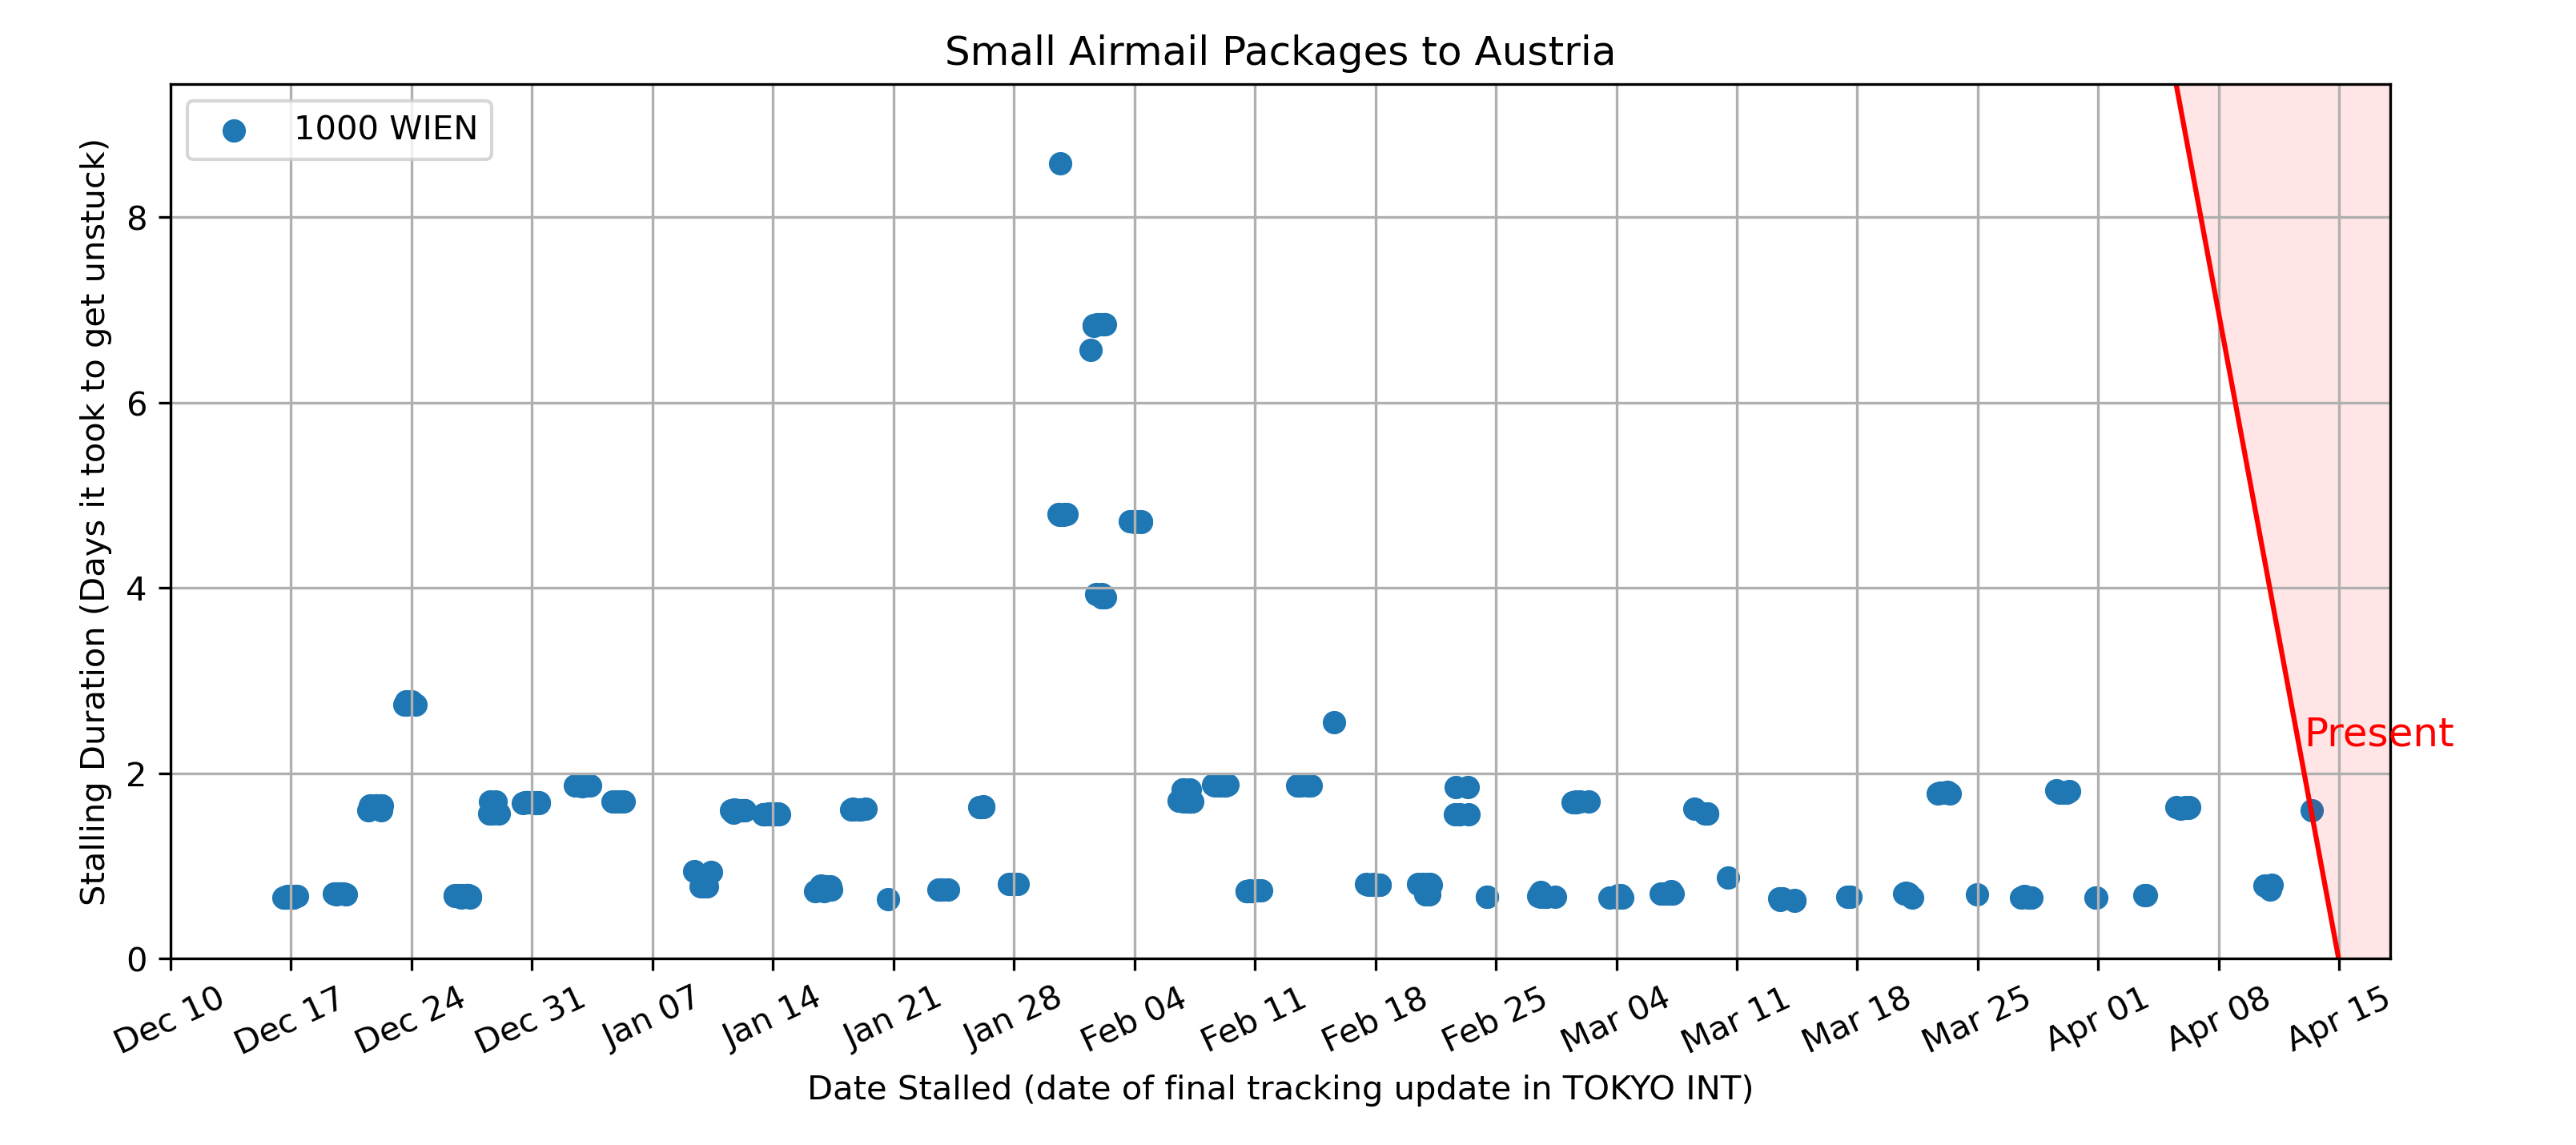 Small Airmail Packages to Austria
1000 WIEN
Stalling Duration (Days it took to get unstuck)
8
6
4
2
0
Present
Dec 10
Dec 17
Dec 24
Dec 31
Jan 07
Jan 14
Jan 21
Jan 28
Feb 04
Feb 11
Feb 18
Feb 25
Mar 04
Mar 11
Mar 18
Mar 25
Apr 01
Apr 08
Apr 15
Date Stalled (date of final tracking update in TOKYO INT)